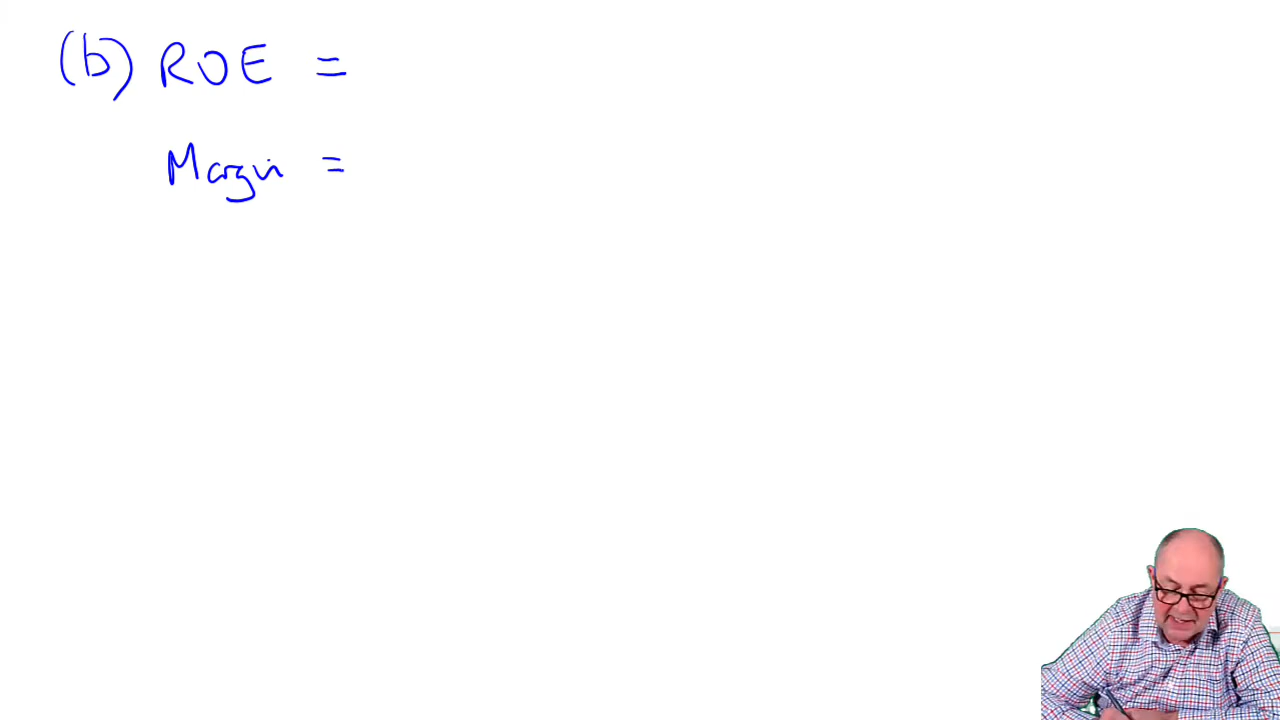 (b) ROE =
Margin =